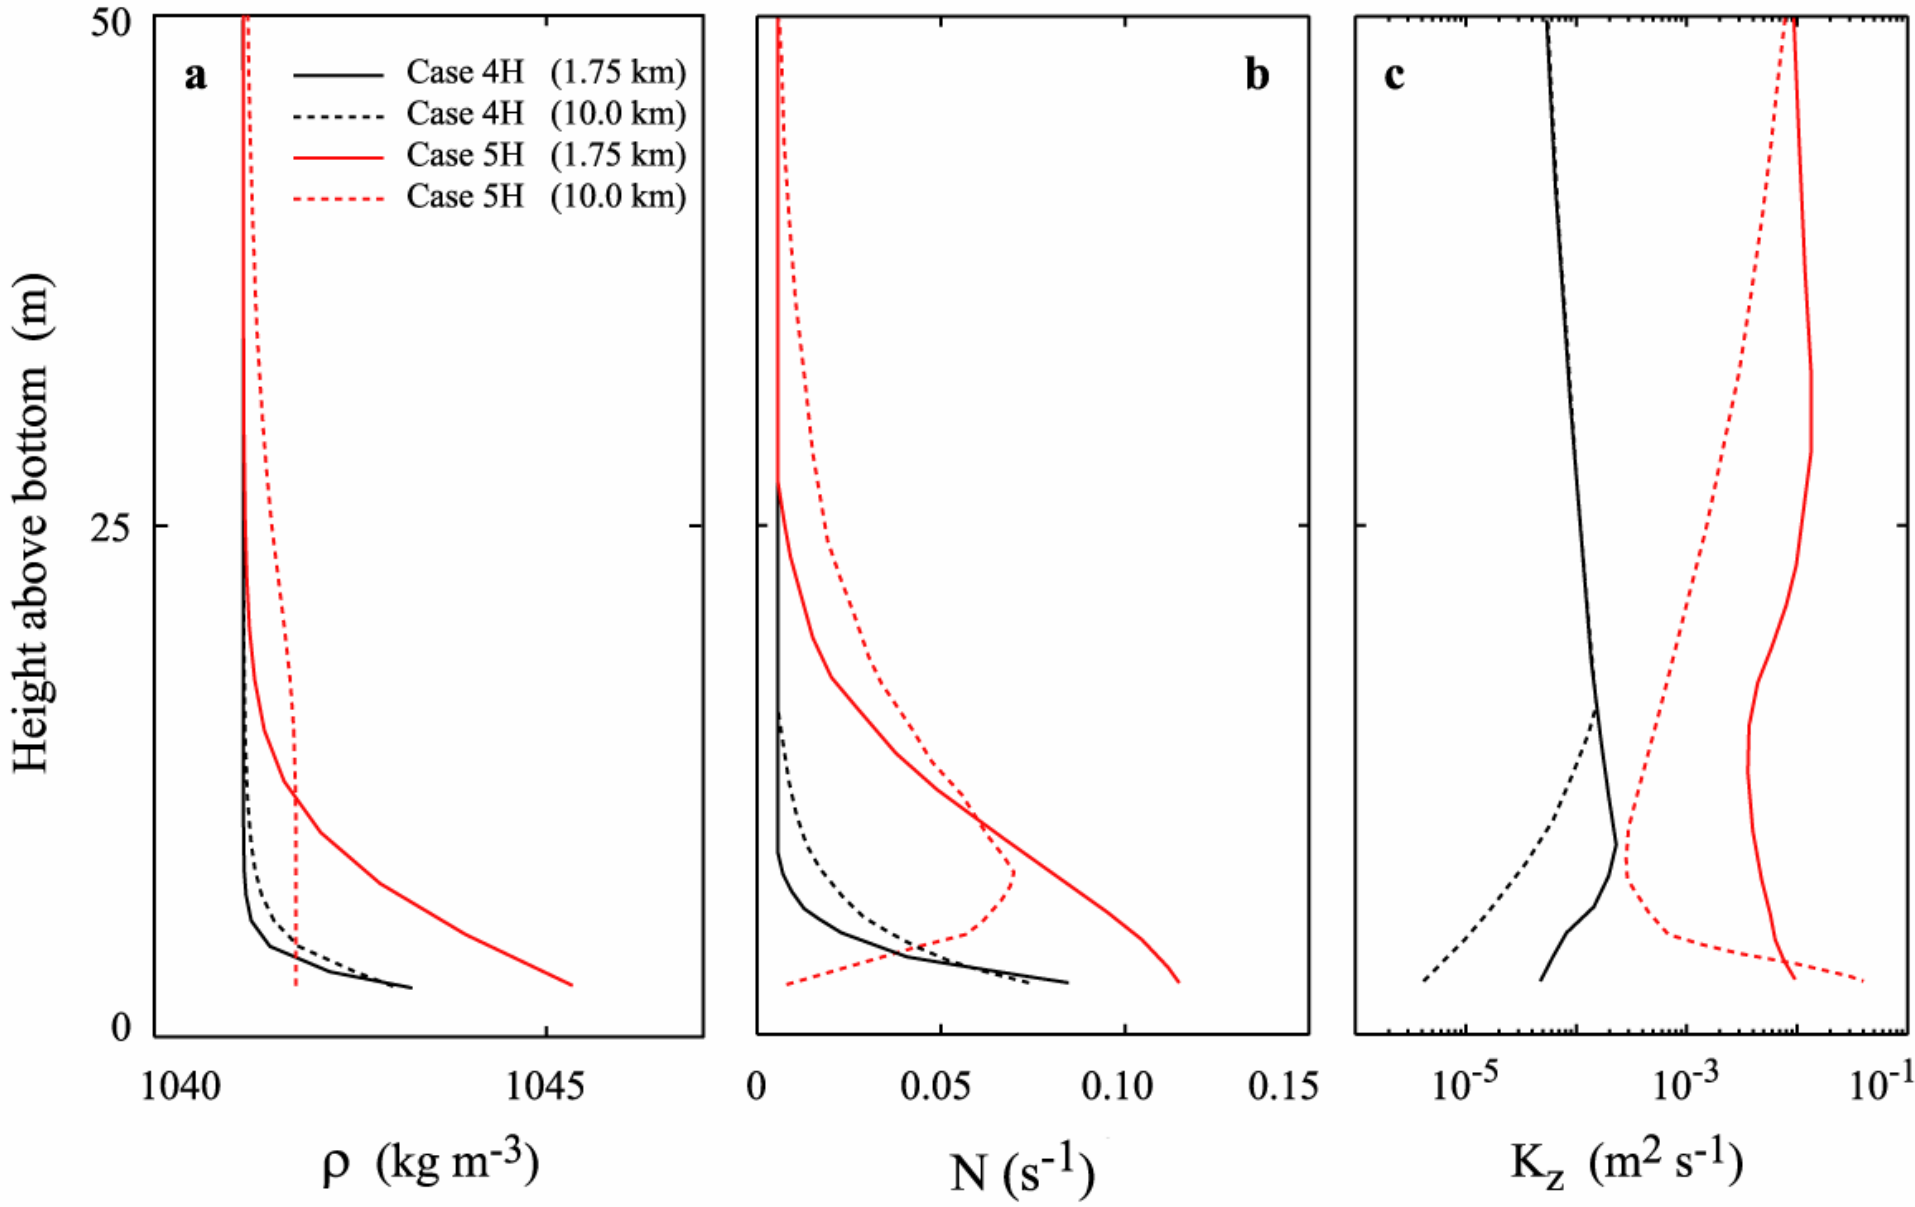 50
25
0
Height above bottom (m)
a
Case 4H (1.75 km)
Case 4H (10.0 km)
Case 5H (1.75 km)
Case 5H (10.0 km)
1040 1045
ρ (kg m-3)
b
0 0.05 0.10 0.15
N (s-1)
c
10-5 10-3 10-1
Kz (m2 s-1)